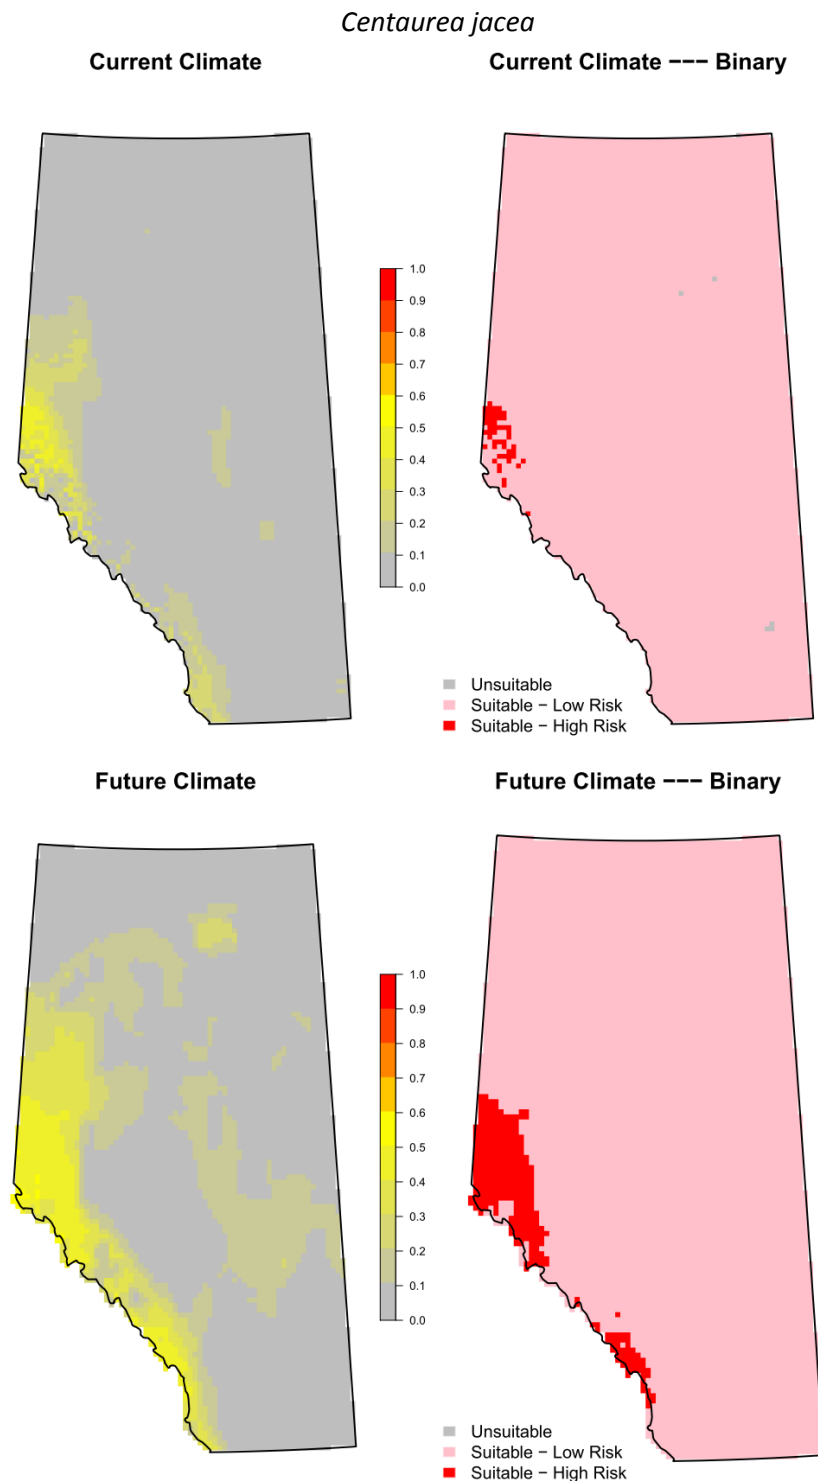 Centaurea jacea
Current Climate
Current Climate --- Binary
1.0
0.9
0.8
0.7
0.6
0.5
0.4
0.3
0.2
0.1
0.0
Unsuitable
Suitable – Low Risk
Suitable – High Risk
Future Climate
Future Climate --- Binary
1.0
0.9
0.8
0.7
0.6
0.5
0.4
0.3
0.2
0.1
0.0
Unsuitable
Suitable – Low Risk
Suitable – High Risk